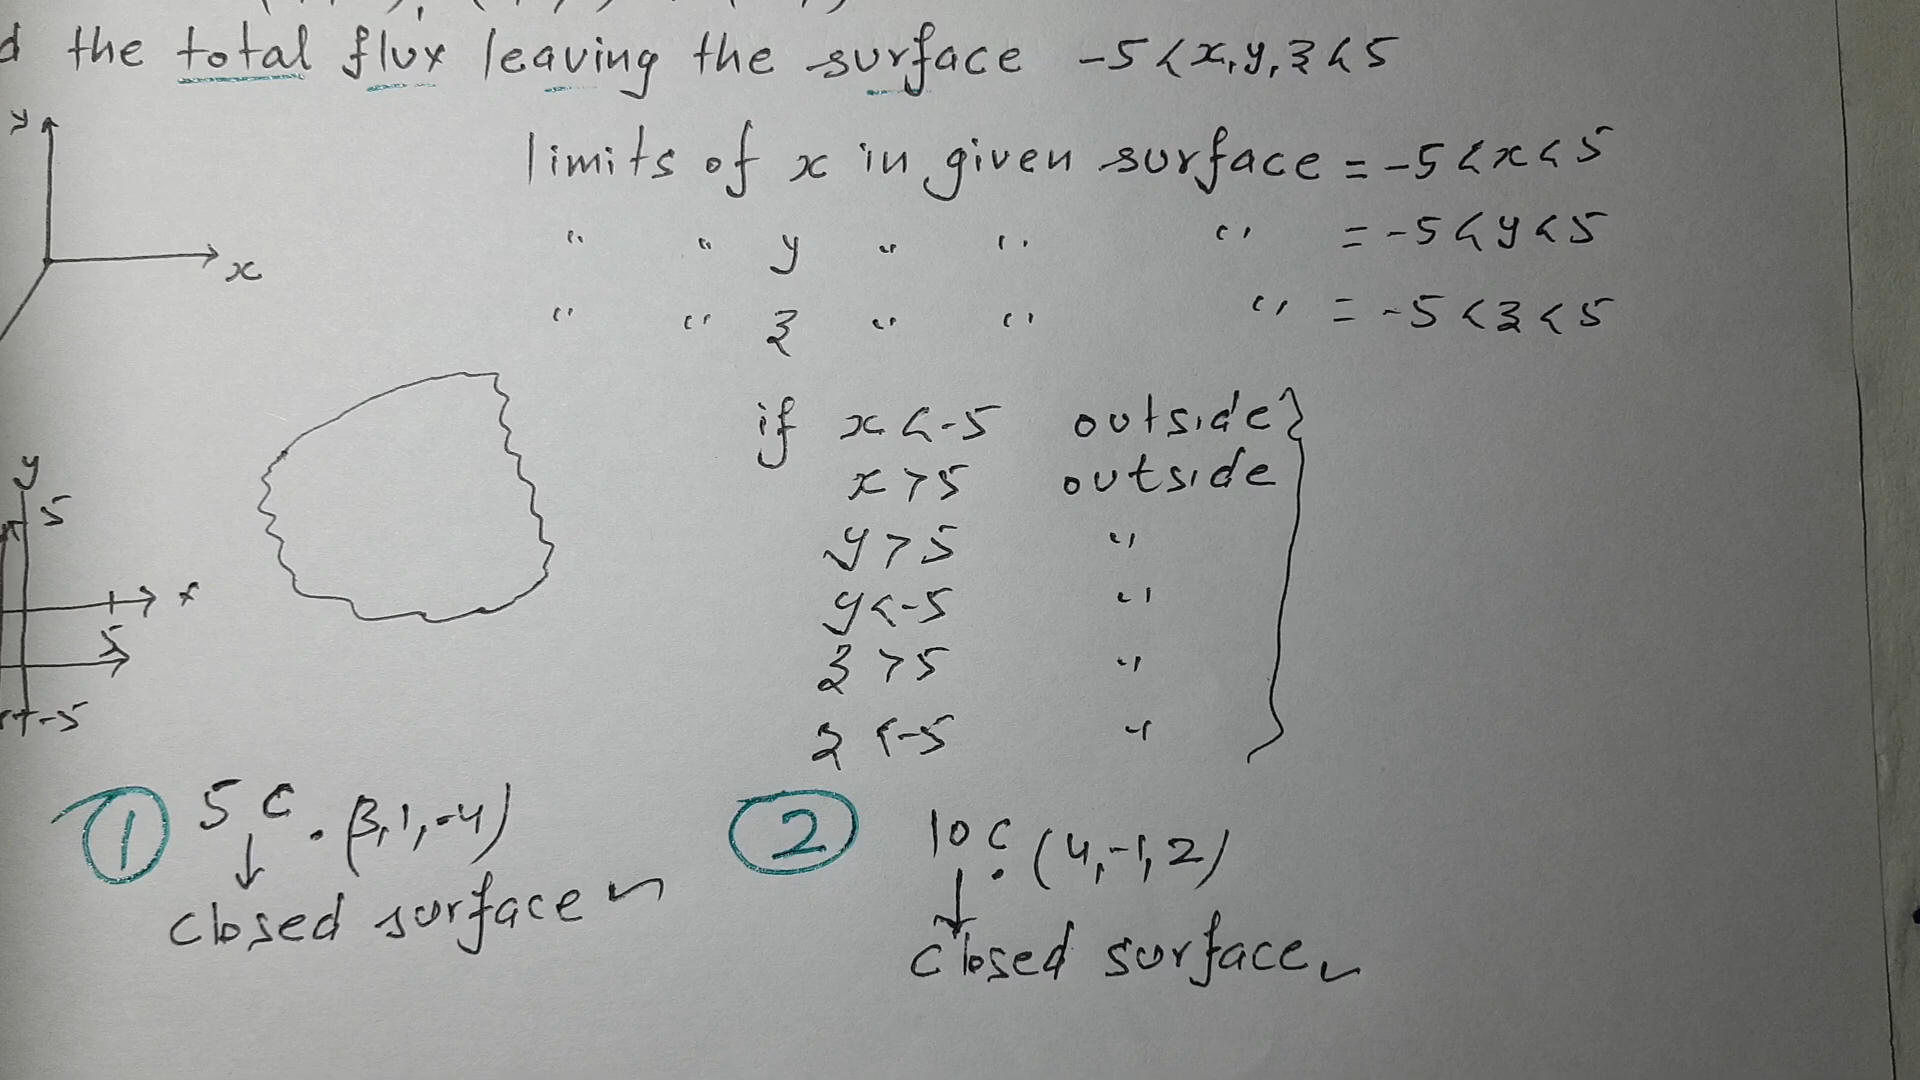 the total flux leaving the surface -5<x,y,z<5
y
limits of x in given surface = -5<x<5
" " y " " " = -5<y<5
x
" " z " " " = -5<z<5
if x<-5 outside}
x>5 outside
y
5
y>5 "
x
y<-5 "
5
z>5 "
-5
z<-5 "
1 5C . (3,1,-4)
closed surface
2 10C . (4,-1,2)
closed surface